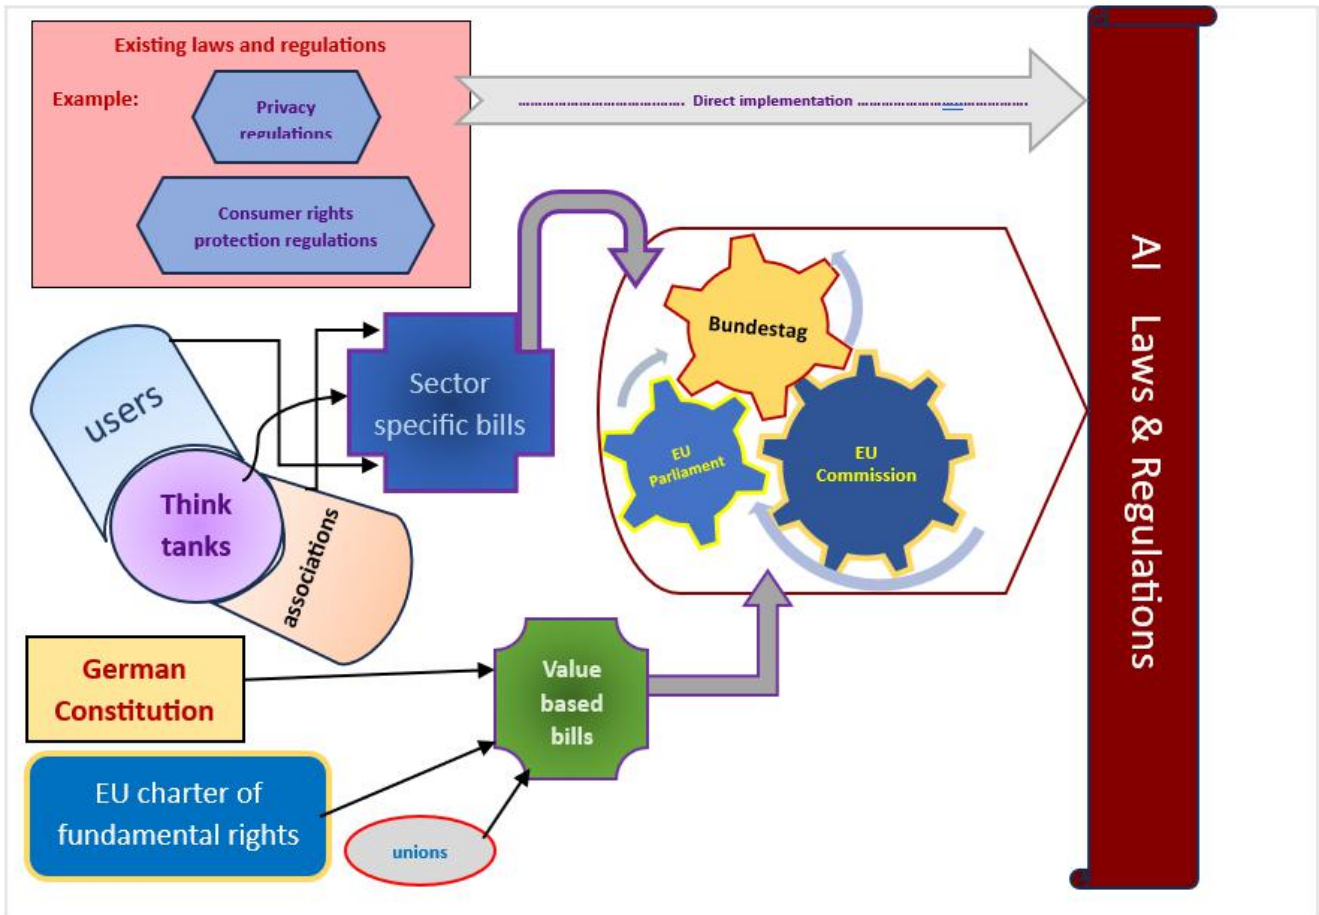 Existing laws and regulations
Example:
Privacy
regulations
Consumer rights
protection regulations
.................................. Direct implementation ..................................
AI Laws & Regulations
users
Think
tanks
associations
Sector
specific bills
Bundestag
EU
Parliament
EU
Commission
German
Constitution
EU charter of
fundamental rights
unions
Value
based
bills